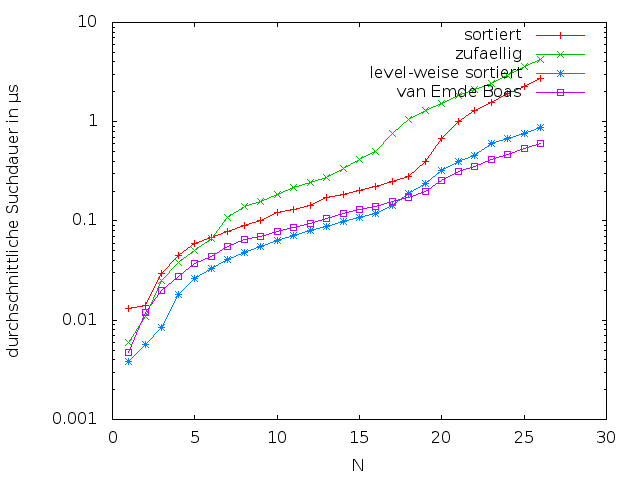 sortiert
zufaellig
level-weise sortiert
van Emde Boas
durchschnittliche Suchdauer in µs
10
1
0.1
0.01
0.001
0 5 10 15 20 25 30
N